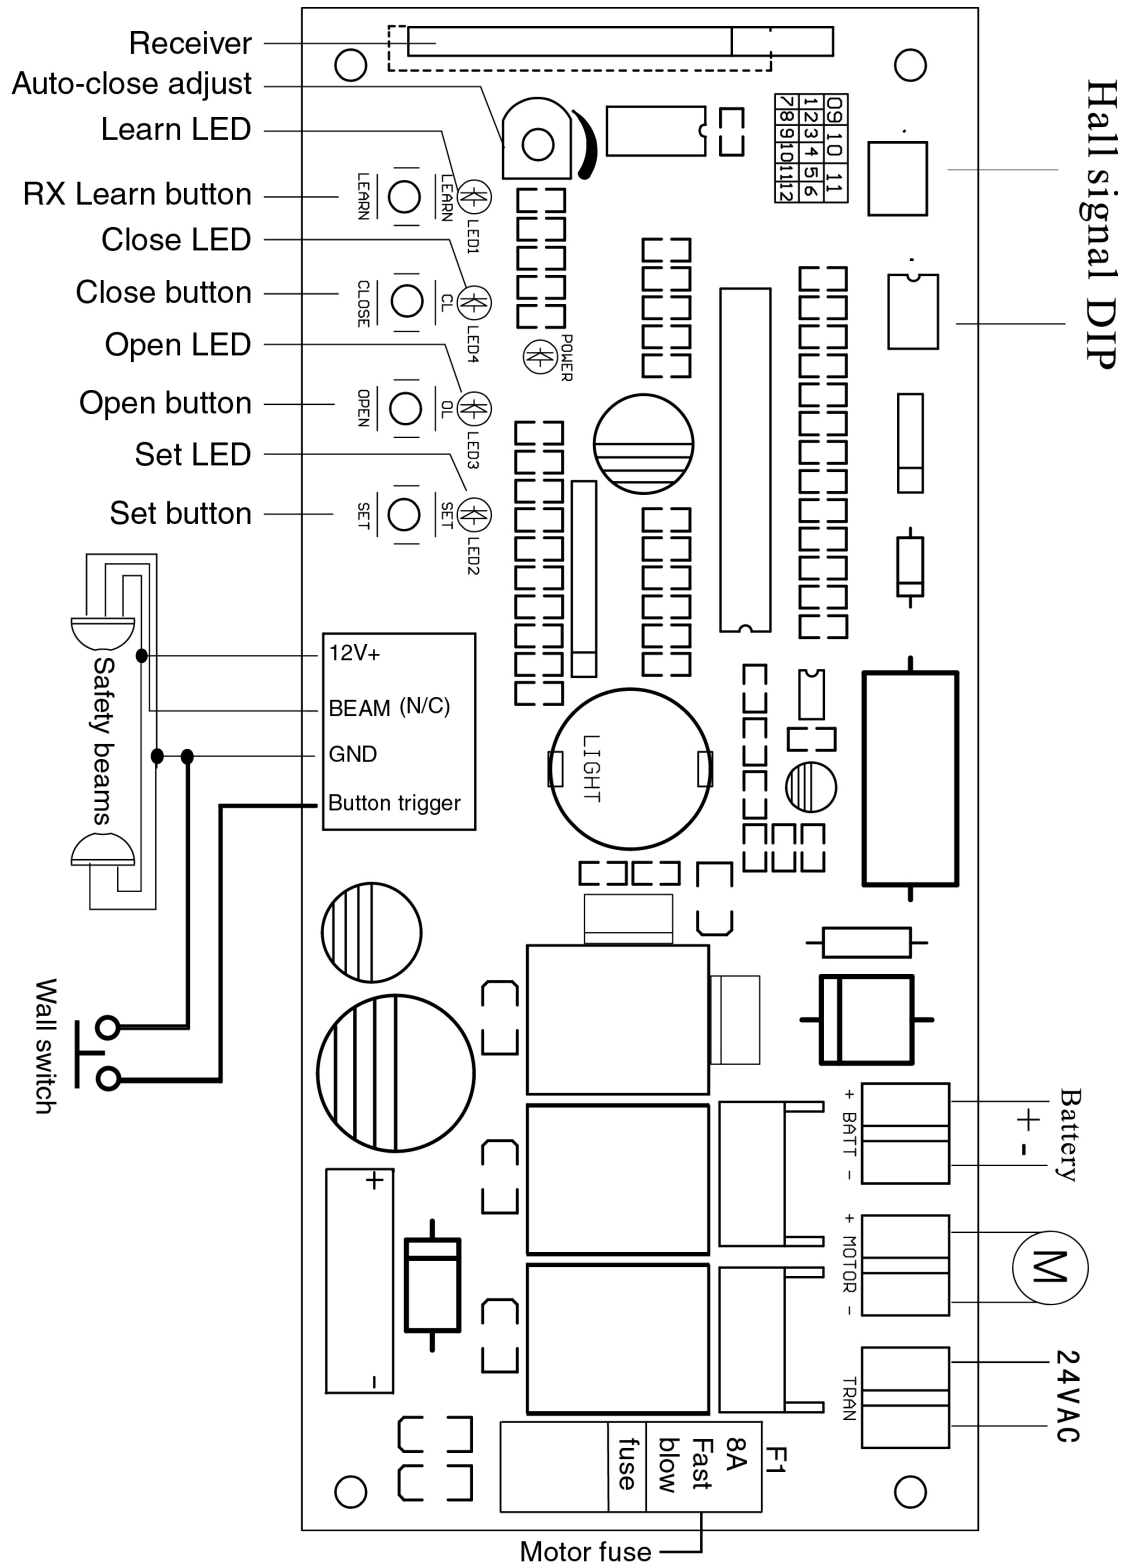 Receiver
Auto-close adjust
Learn LED
RX Learn button
Close LED
Close button
Open LED
Open button
Set LED
Set button
LEARN
LEARN
LED1
CLOSE
CL
LED4
POWER
OPEN
OL
LED3
SET
SET
LED2
09 10 11
1 2 3 4 5 6
7 8 9 10 11 12
Hall signal DIP
Safety beams
12V+
BEAM (N/C)
GND
Button trigger
LIGHT
Wall switch
+ BATT -
Battery
+ -
+ MOTOR -
M
TRAN
24VAC
+
-
F1
8A
Fast
blow
fuse
Motor fuse